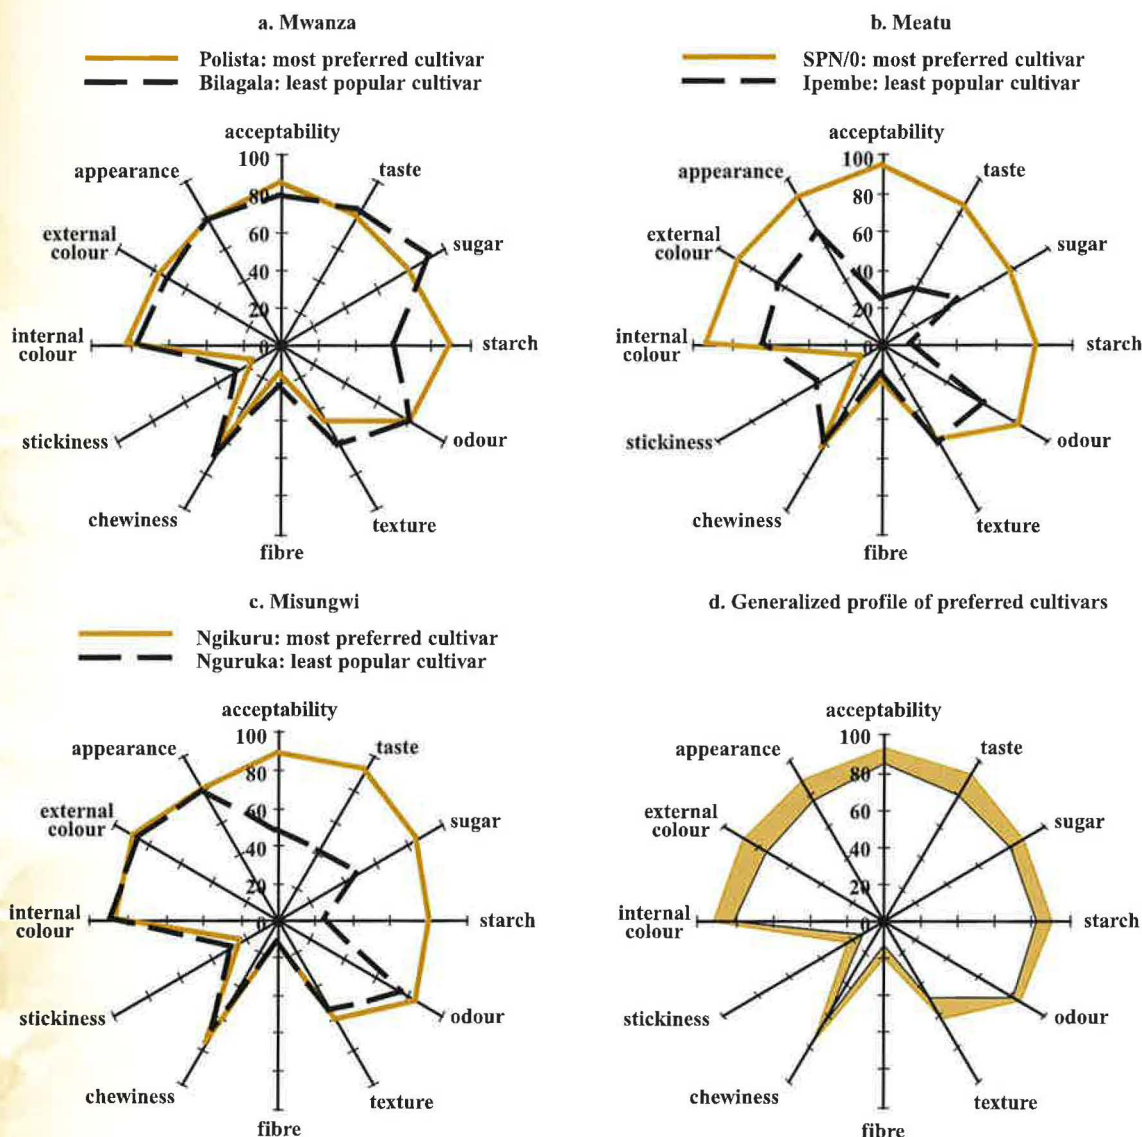 a. Mwanza
Polista: most preferred cultivar
Bilagala: least popular cultivar
acceptability
100
80
60
40
20
0
taste
sugar
starch
odour
texture
fibre
chewiness
stickiness
internal
colour
external
colour
appearance
b. Meatu
SPN/0: most preferred cultivar
Ipembe: least popular cultivar
acceptability
100
80
60
40
20
0
taste
sugar
starch
odour
texture
fibre
chewiness
stickiness
internal
colour
external
colour
appearance
c. Misungwi
Ngikuru: most preferred cultivar
Nguruka: least popular cultivar
acceptability
100
80
60
40
20
0
taste
sugar
starch
odour
texture
fibre
chewiness
stickiness
internal
colour
external
colour
appearance
d. Generalized profile of preferred cultivars
acceptability
100
80
60
40
20
0
taste
sugar
starch
odour
texture
fibre
chewiness
stickiness
internal
colour
external
colour
appearance